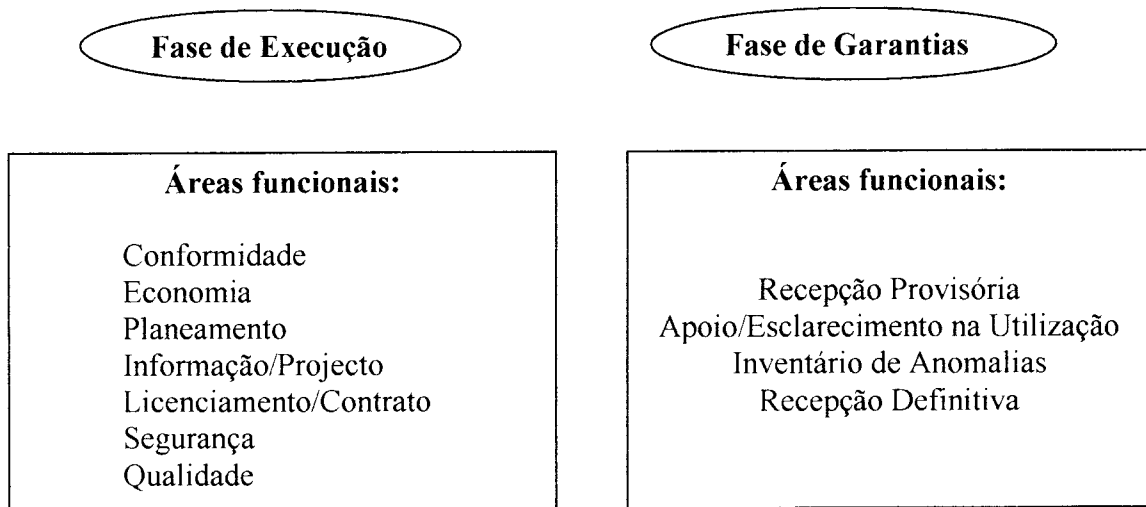 Fase de Execução
Fase de Garantias
Áreas funcionais:
Conformidade
Economia
Planeamento
Informação/Projecto
Licenciamento/Contrato
Segurança
Qualidade
Áreas funcionais:
Recepção Provisória
Apoio/Esclarecimento na Utilização
Inventário de Anomalias
Recepção Definitiva